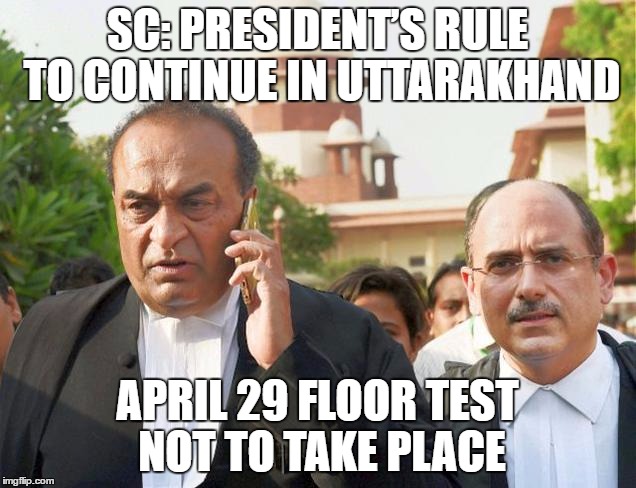 SC: PRESIDENT'S RULE
TO CONTINUE IN UTTARAKHAND
APRIL 29 FLOOR TEST
NOT TO TAKE PLACE
imgflip.com